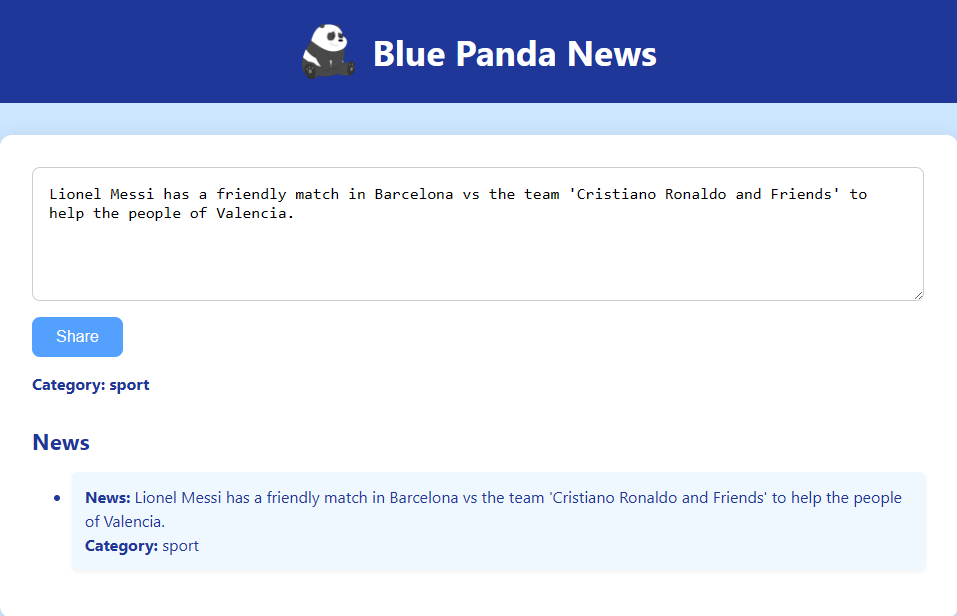 Blue Panda News
Lionel Messi has a friendly match in Barcelona vs the team 'Cristiano Ronaldo and Friends' to
help the people of Valencia.
Share
Category: sport
News
News: Lionel Messi has a friendly match in Barcelona vs the team 'Cristiano Ronaldo and Friends' to help the people
of Valencia.
Category: sport